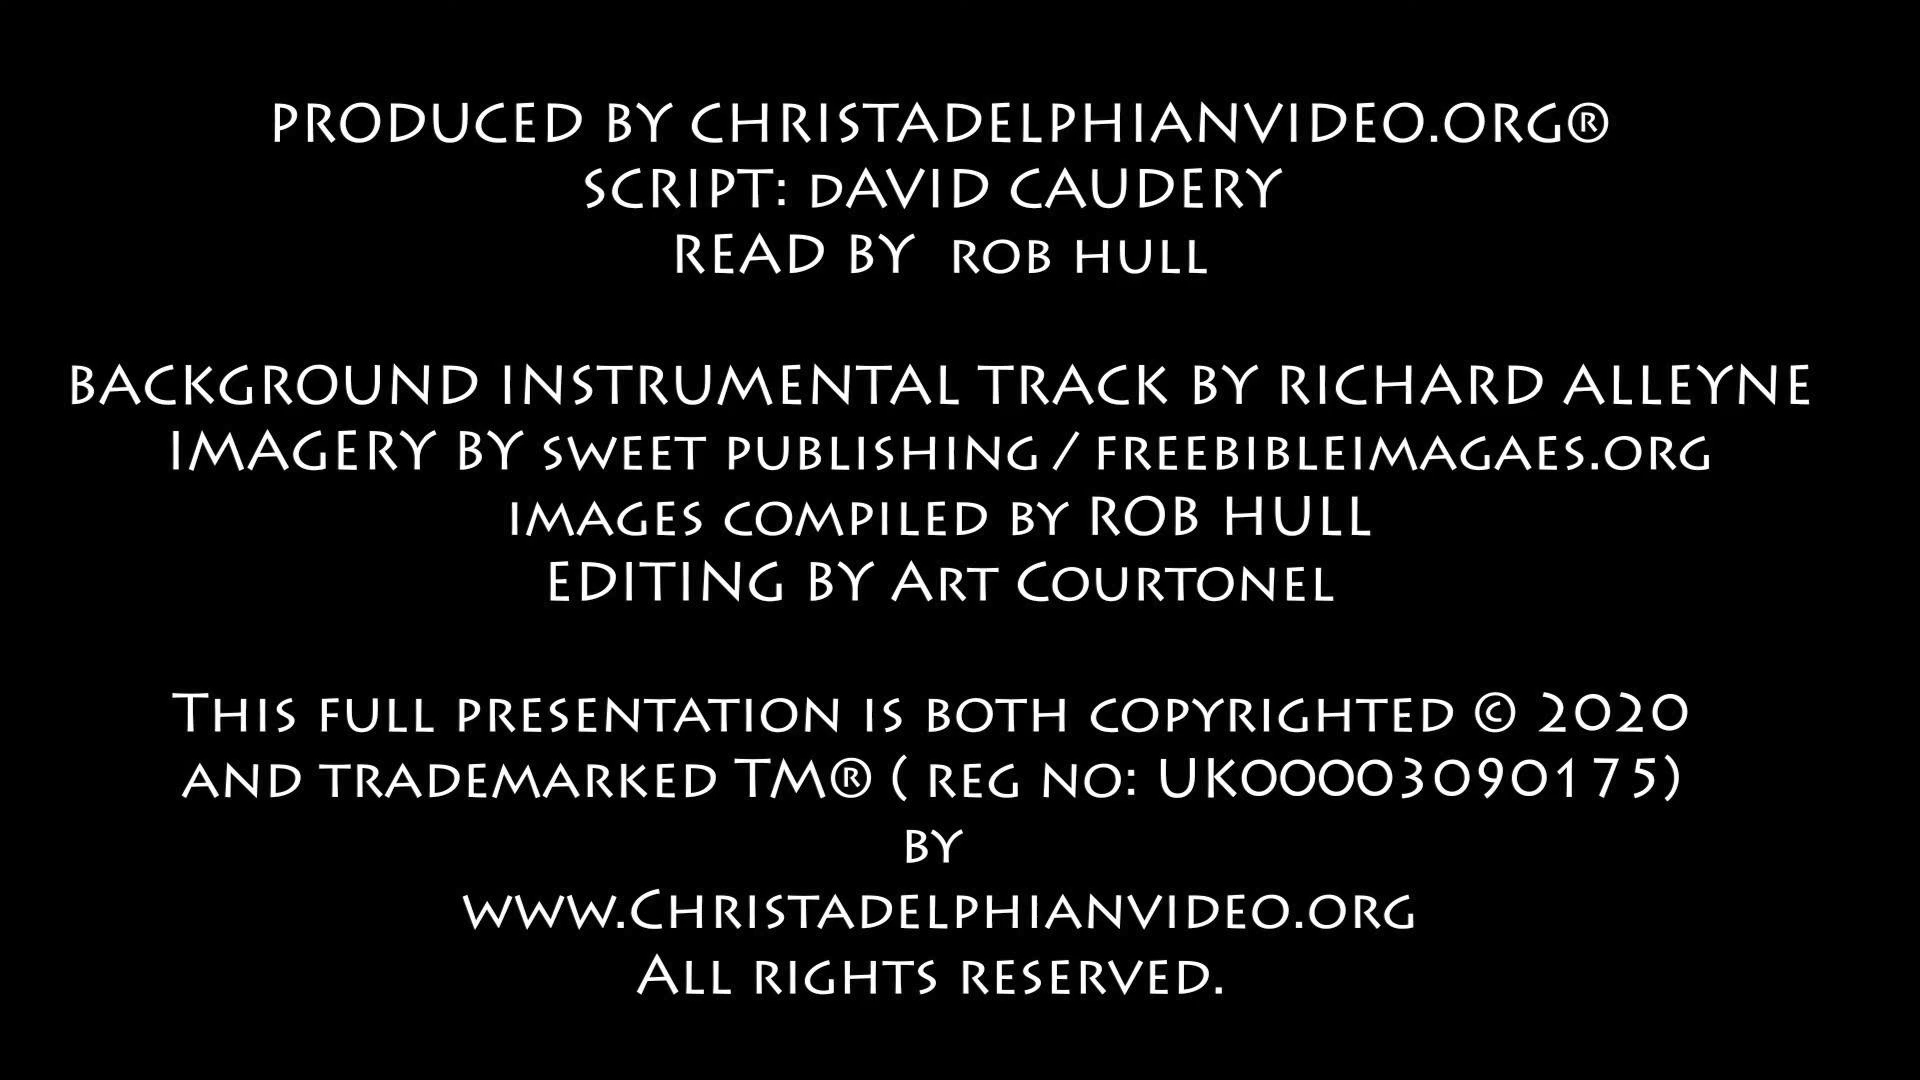 PRODUCED BY CHRISTADELPHIANVIDEO.ORG®
SCRIPT: dAVID CAUDERY
READ BY rob hull
BACKGROUND INSTRUMENTAL TRACK BY RICHARD ALLEYNE
IMAGERY BY sweet publishing / freebibleimagaes.org
images compiled by ROB HULL
EDITING BY Art Courtonel
This full presentation is both copyrighted © 2020
and trademarked TM® ( reg no: UK00003090175)
by
www.Christadelphianvideo.org
All rights reserved.